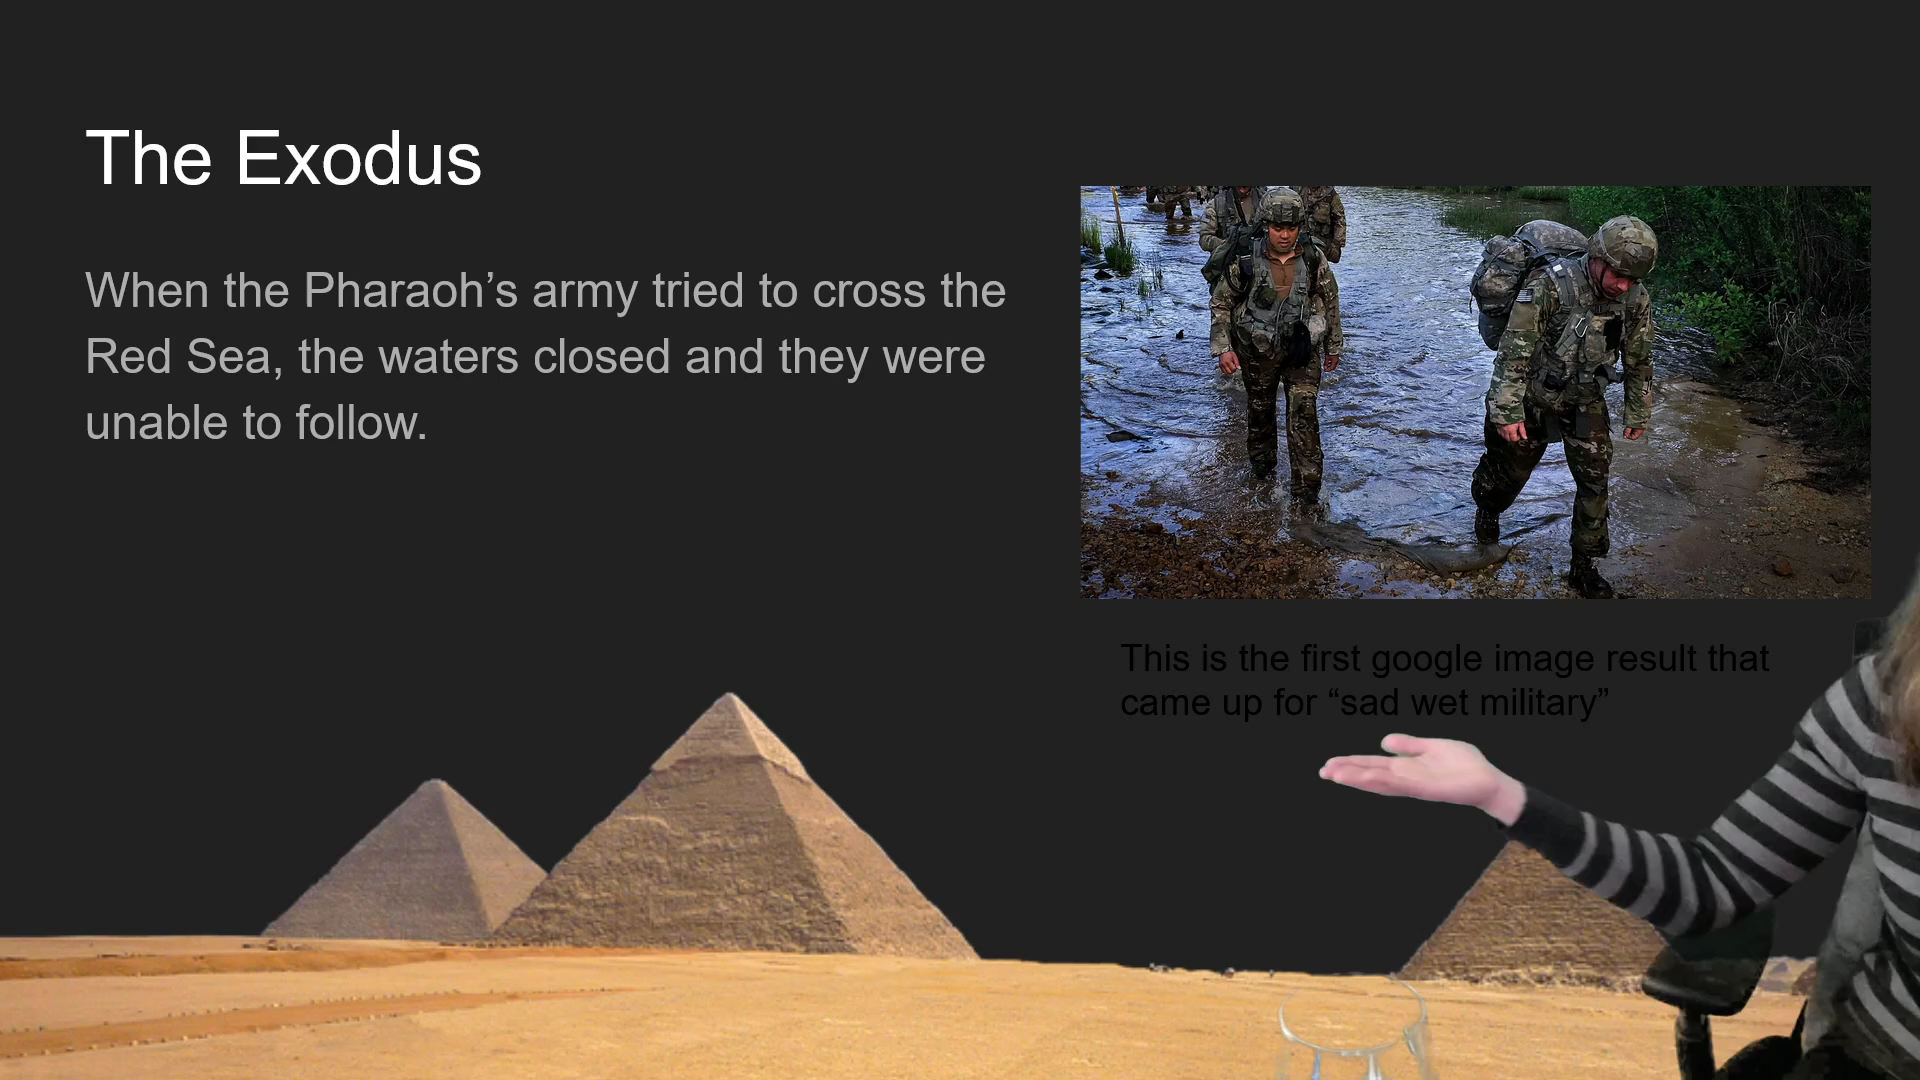 The Exodus
When the Pharaoh’s army tried to cross the
Red Sea, the waters closed and they were
unable to follow.
This is the first google image result that
came up for “sad wet military”